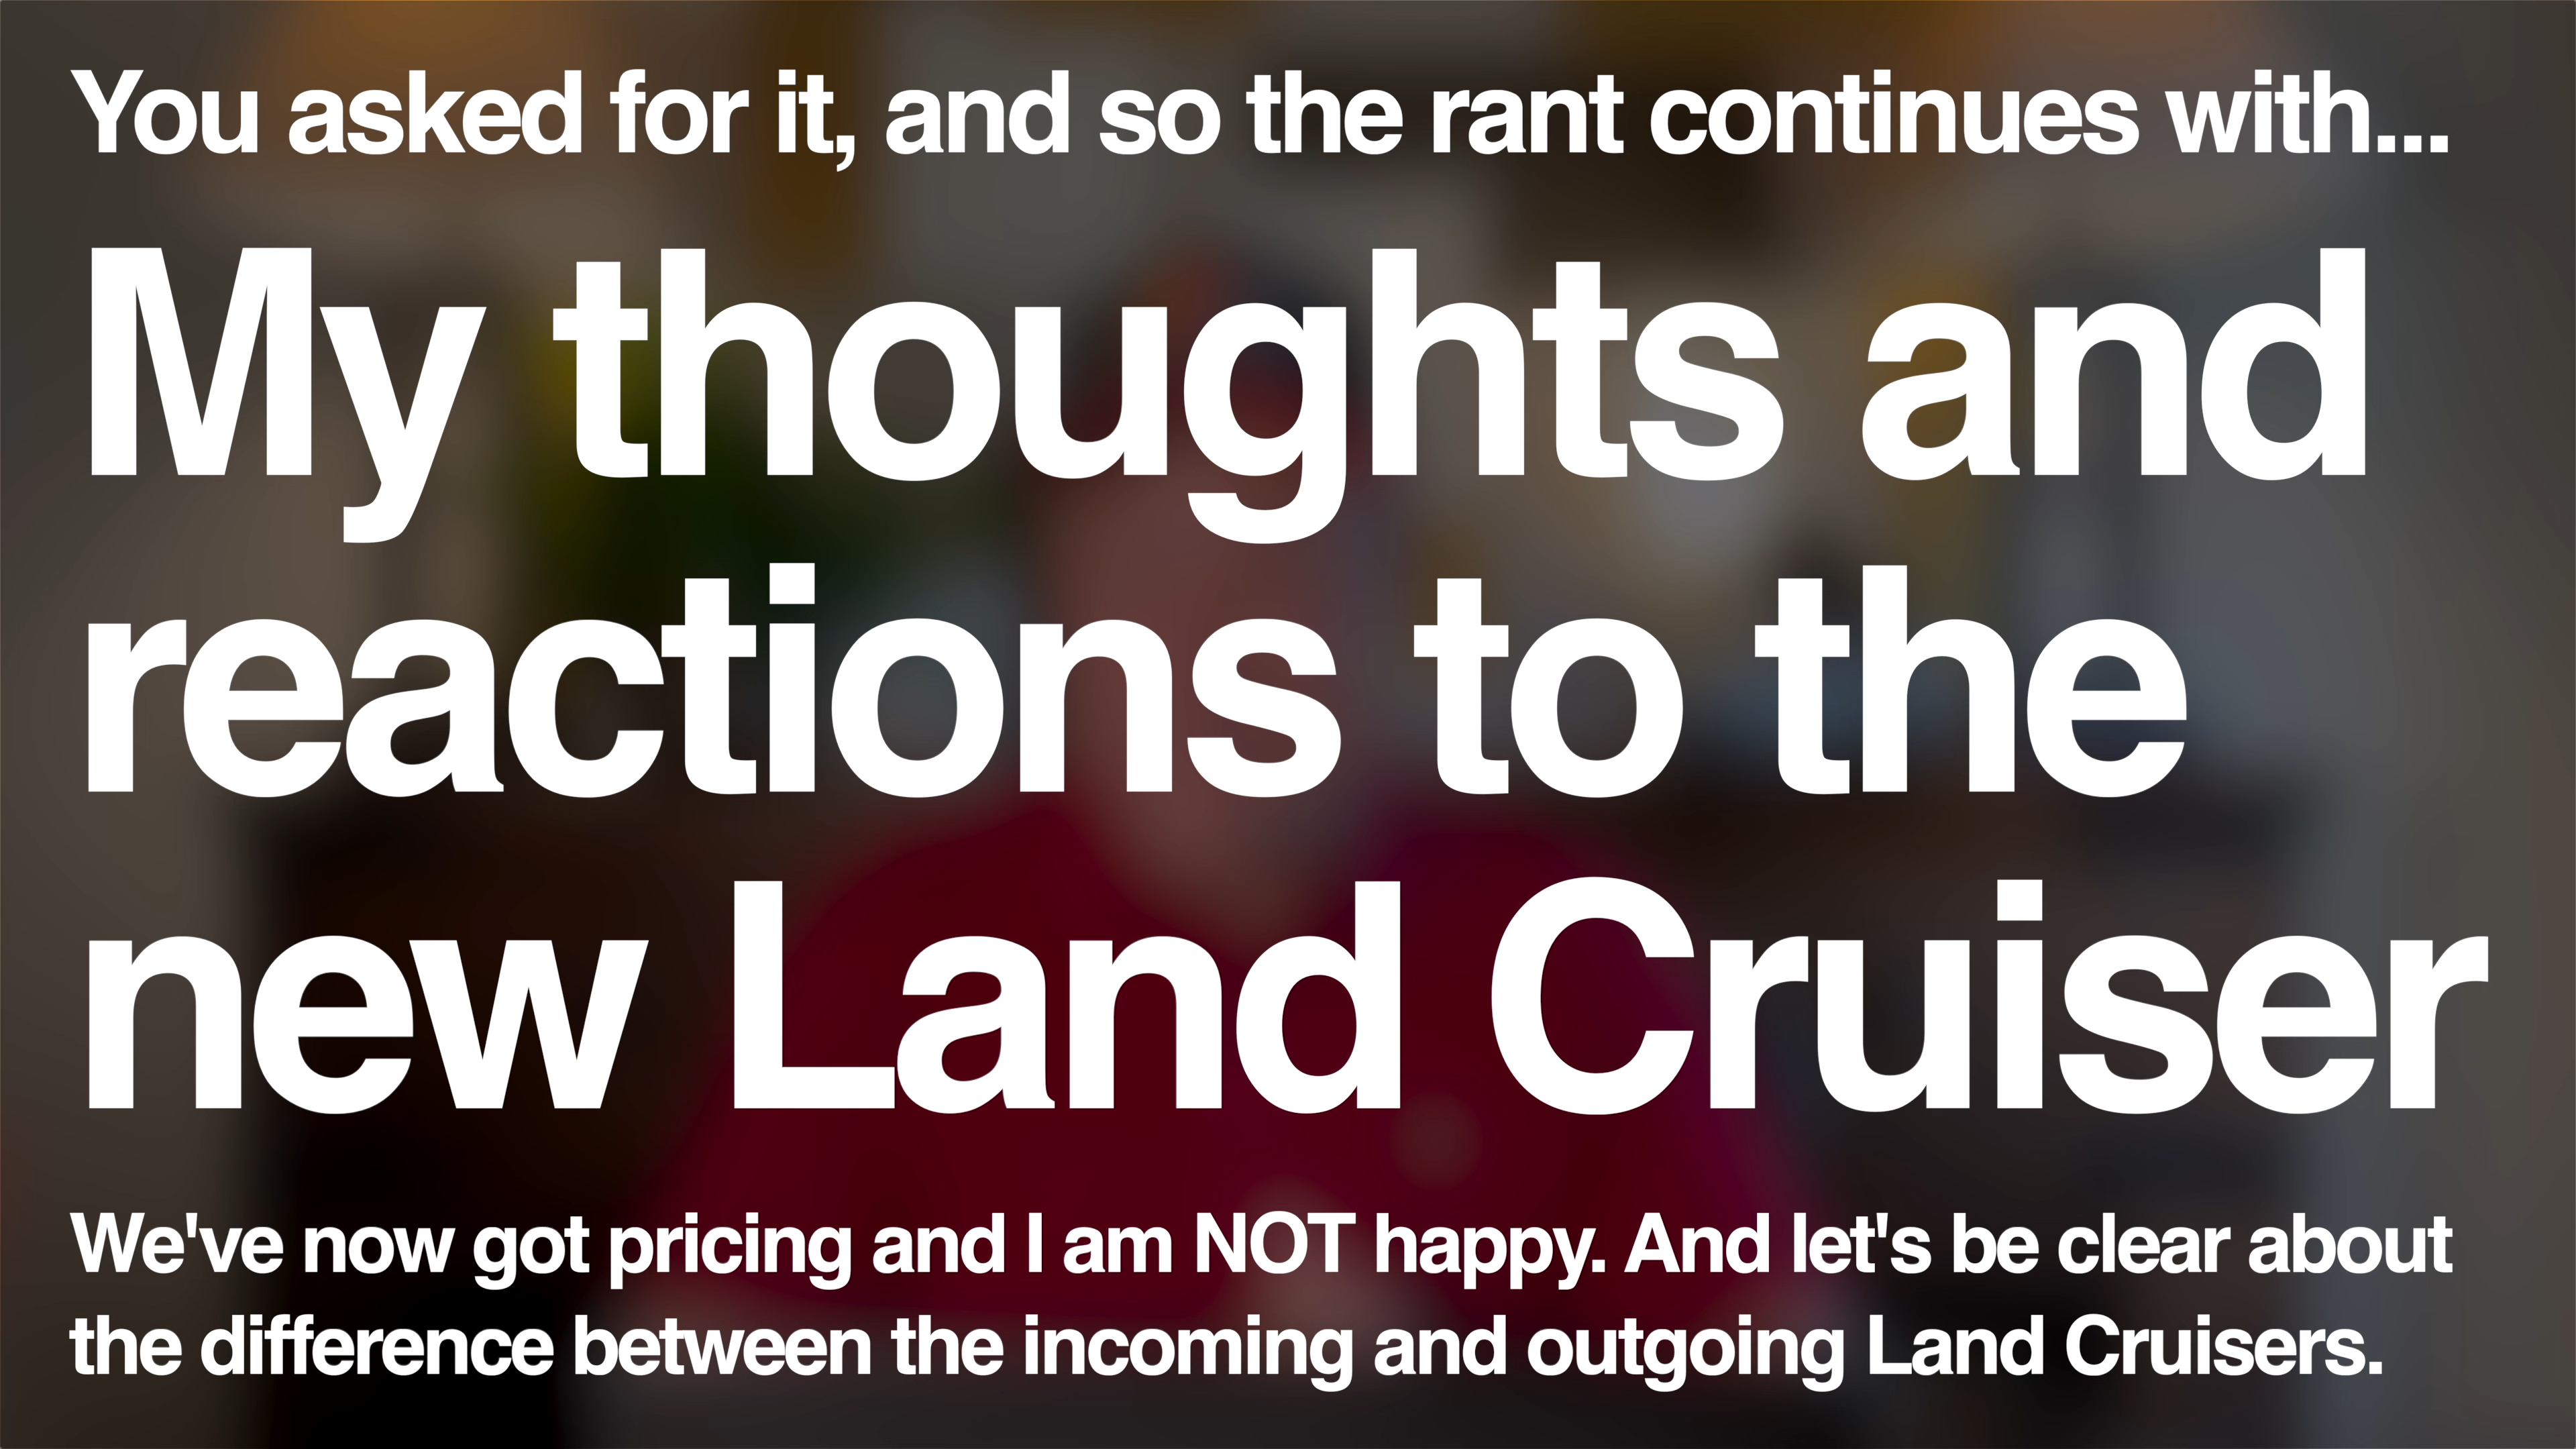 You asked for it, and so the rant continues with...
My thoughts and
reactions to the
new Land Cruiser
We've now got pricing and I am NOT happy. And let's be clear about
the difference between the incoming and outgoing Land Cruisers.